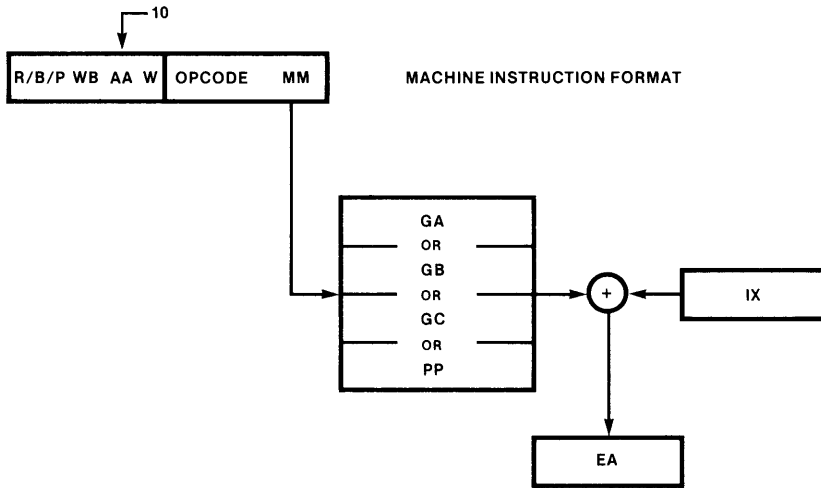 10
R/B/P WB AA W OPCODE MM
MACHINE INSTRUCTION FORMAT
GA
OR
GB
OR
GC
OR
PP
+
IX
EA